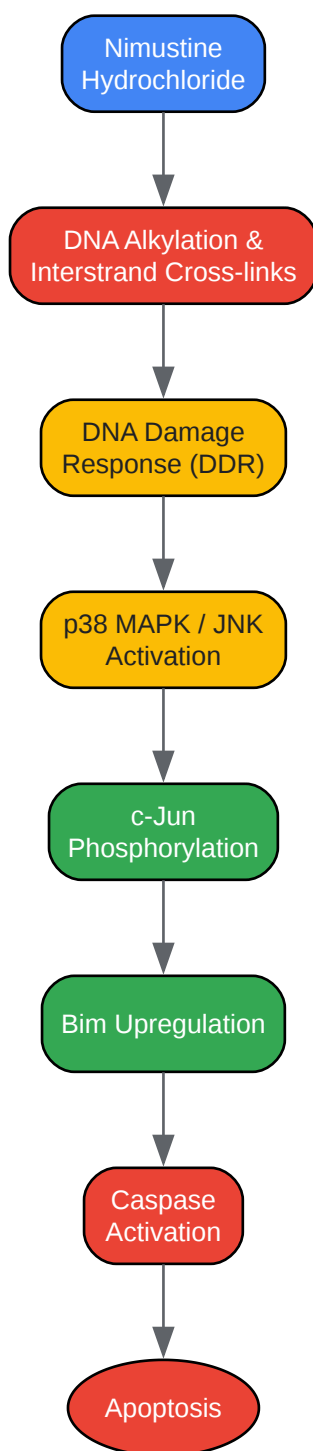 Nimustine
Hydrochloride
DNA Alkylation &
Interstrand Cross-links
DNA Damage
Response (DDR)
p38 MAPK / JNK
Activation
c-Jun
Phosphorylation
Bim Upregulation
Caspase
Activation
Apoptosis